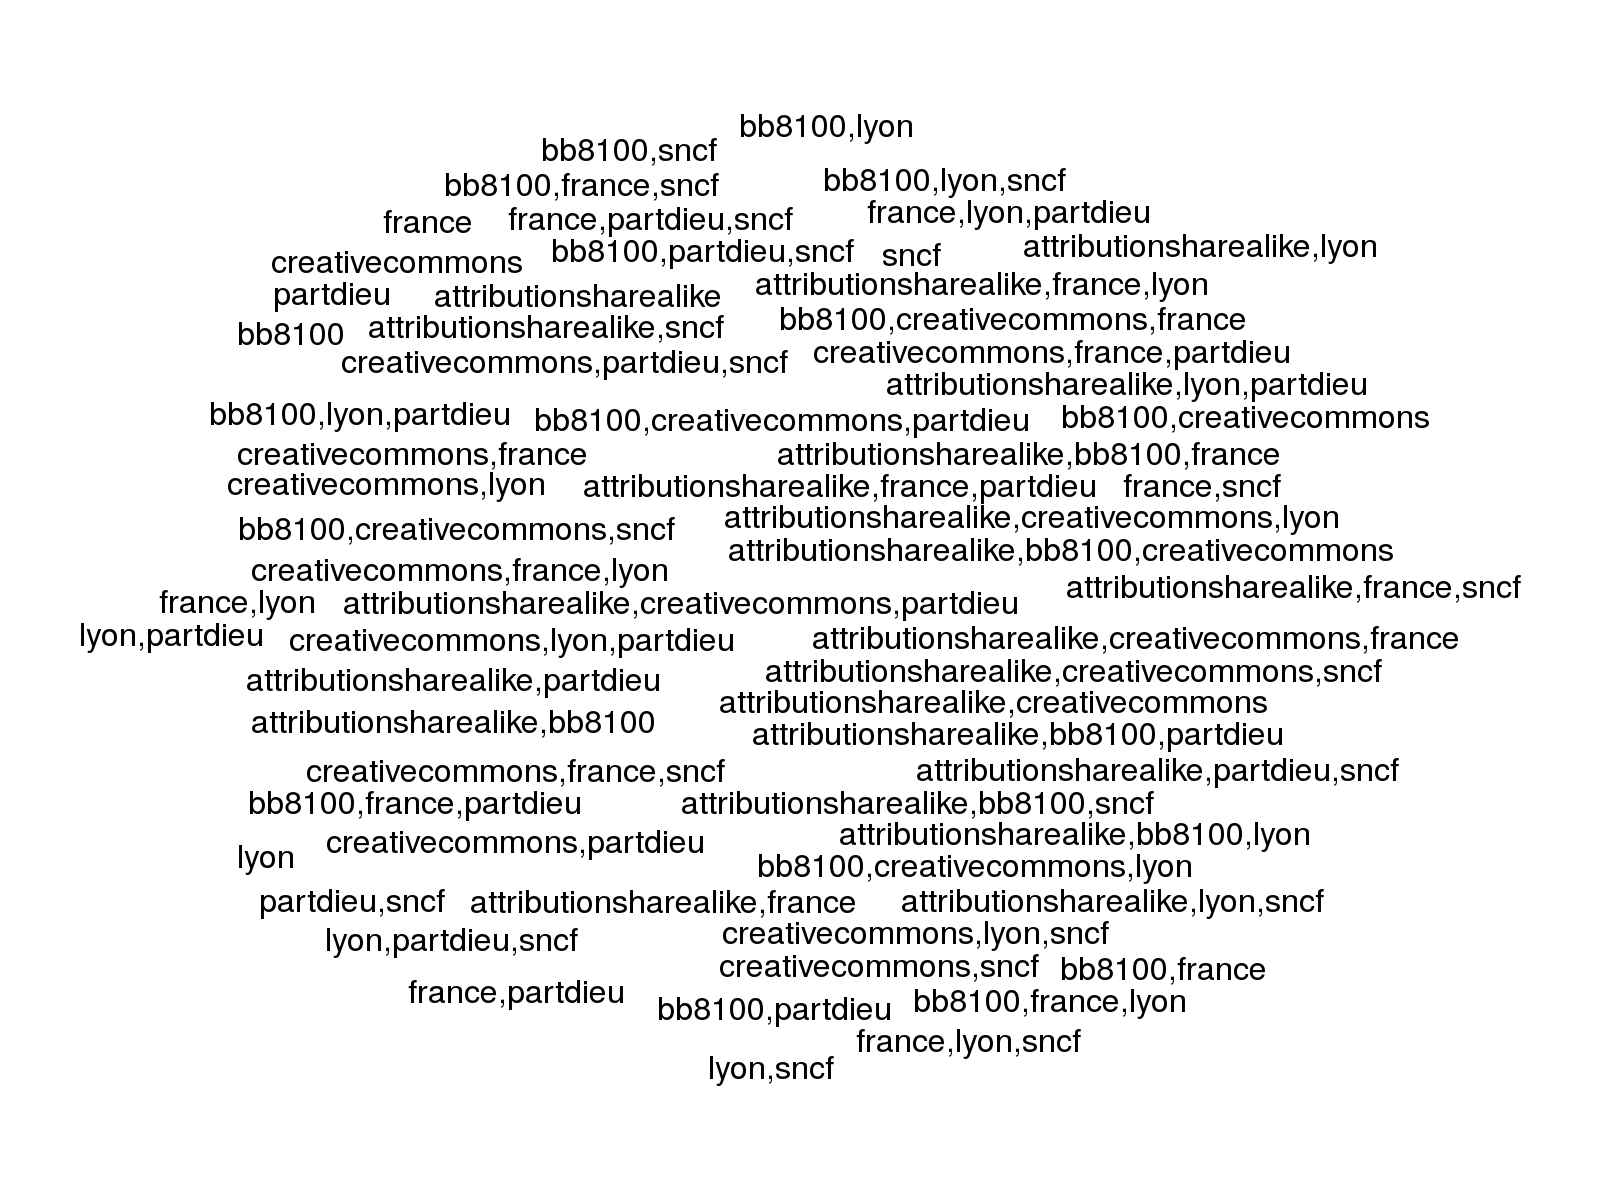 bb8100,lyon
bb8100,sncf
bb8100,france,sncf
bb8100,lyon,sncf
france
france,partdieu,sncf
france,lyon,partdieu
creativecommons
bb8100,partdieu,sncf
sncf
attributionsharealike,lyon
partdieu
attributionsharealike
attributionsharealike,france,lyon
bb8100
attributionsharealike,sncf
bb8100,creativecommons,france
creativecommons,partdieu,sncf
creativecommons,france,partdieu
attributionsharealike,lyon,partdieu
bb8100,lyon,partdieu
bb8100,creativecommons,partdieu
bb8100,creativecommons
creativecommons,france
attributionsharealike,bb8100,france
creativecommons,lyon
attributionsharealike,france,partdieu
france,sncf
bb8100,creativecommons,sncf
attributionsharealike,creativecommons,lyon
attributionsharealike,bb8100,creativecommons
creativecommons,france,lyon
attributionsharealike,france,sncf
france,lyon
attributionsharealike,creativecommons,partdieu
lyon,partdieu
creativecommons,lyon,partdieu
attributionsharealike,creativecommons,france
attributionsharealike,partdieu
attributionsharealike,creativecommons,sncf
attributionsharealike,creativecommons
attributionsharealike,bb8100
attributionsharealike,bb8100,partdieu
creativecommons,france,sncf
attributionsharealike,partdieu,sncf
bb8100,france,partdieu
attributionsharealike,bb8100,sncf
creativecommons,partdieu
attributionsharealike,bb8100,lyon
lyon
bb8100,creativecommons,lyon
partdieu,sncf
attributionsharealike,france
attributionsharealike,lyon,sncf
lyon,partdieu,sncf
creativecommons,lyon,sncf
creativecommons,sncf
bb8100,france
france,partdieu
bb8100,partdieu
bb8100,france,lyon
france,lyon,sncf
lyon,sncf